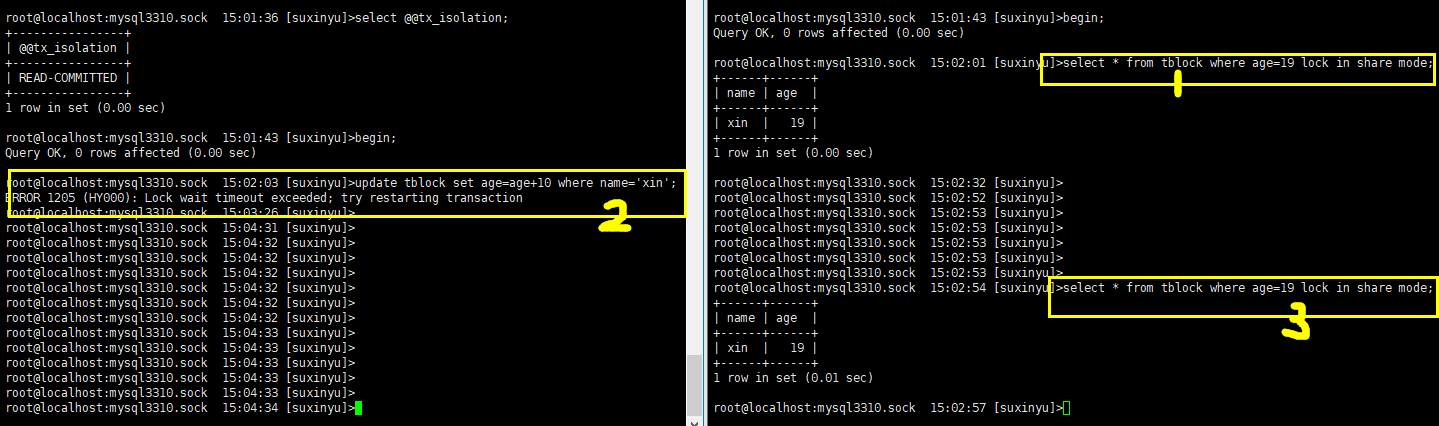 root@localhost:mysql3310.sock  15:01:36 [suxinyu]>select @@tx_isolation;
+----------------+
| @@tx_isolation |
+----------------+
| READ-COMMITTED |
+----------------+
1 row in set (0.00 sec)
root@localhost:mysql3310.sock  15:01:43 [suxinyu]>begin;
Query OK, 0 rows affected (0.00 sec)
root@localhost:mysql3310.sock  15:02:03 [suxinyu]>update tblock set age=age+10 where name='xin';
ERROR 1205 (HY000): Lock wait timeout exceeded; try restarting transaction
2
root@localhost:mysql3310.sock  15:03:26 [suxinyu]>
root@localhost:mysql3310.sock  15:04:31 [suxinyu]>
root@localhost:mysql3310.sock  15:04:32 [suxinyu]>
root@localhost:mysql3310.sock  15:04:32 [suxinyu]>
root@localhost:mysql3310.sock  15:04:32 [suxinyu]>
root@localhost:mysql3310.sock  15:04:32 [suxinyu]>
root@localhost:mysql3310.sock  15:04:32 [suxinyu]>
root@localhost:mysql3310.sock  15:04:32 [suxinyu]>
root@localhost:mysql3310.sock  15:04:33 [suxinyu]>
root@localhost:mysql3310.sock  15:04:33 [suxinyu]>
root@localhost:mysql3310.sock  15:04:33 [suxinyu]>
root@localhost:mysql3310.sock  15:04:33 [suxinyu]>
root@localhost:mysql3310.sock  15:04:33 [suxinyu]>
root@localhost:mysql3310.sock  15:04:34 [suxinyu]>
root@localhost:mysql3310.sock  15:01:43 [suxinyu]>begin;
Query OK, 0 rows affected (0.00 sec)
root@localhost:mysql3310.sock  15:02:01 [suxinyu]>select * from tblock where age=19 lock in share mode;
1
+------+------+
| name | age  |
+------+------+
| xin  |   19 |
+------+------+
1 row in set (0.00 sec)
root@localhost:mysql3310.sock  15:02:32 [suxinyu]>
root@localhost:mysql3310.sock  15:02:52 [suxinyu]>
root@localhost:mysql3310.sock  15:02:53 [suxinyu]>
root@localhost:mysql3310.sock  15:02:53 [suxinyu]>
root@localhost:mysql3310.sock  15:02:53 [suxinyu]>
root@localhost:mysql3310.sock  15:02:53 [suxinyu]>
root@localhost:mysql3310.sock  15:02:53 [suxinyu]>
root@localhost:mysql3310.sock  15:02:54 [suxinyu]>select * from tblock where age=19 lock in share mode;
3
+------+------+
| name | age  |
+------+------+
| xin  |   19 |
+------+------+
1 row in set (0.01 sec)
root@localhost:mysql3310.sock  15:02:57 [suxinyu]>